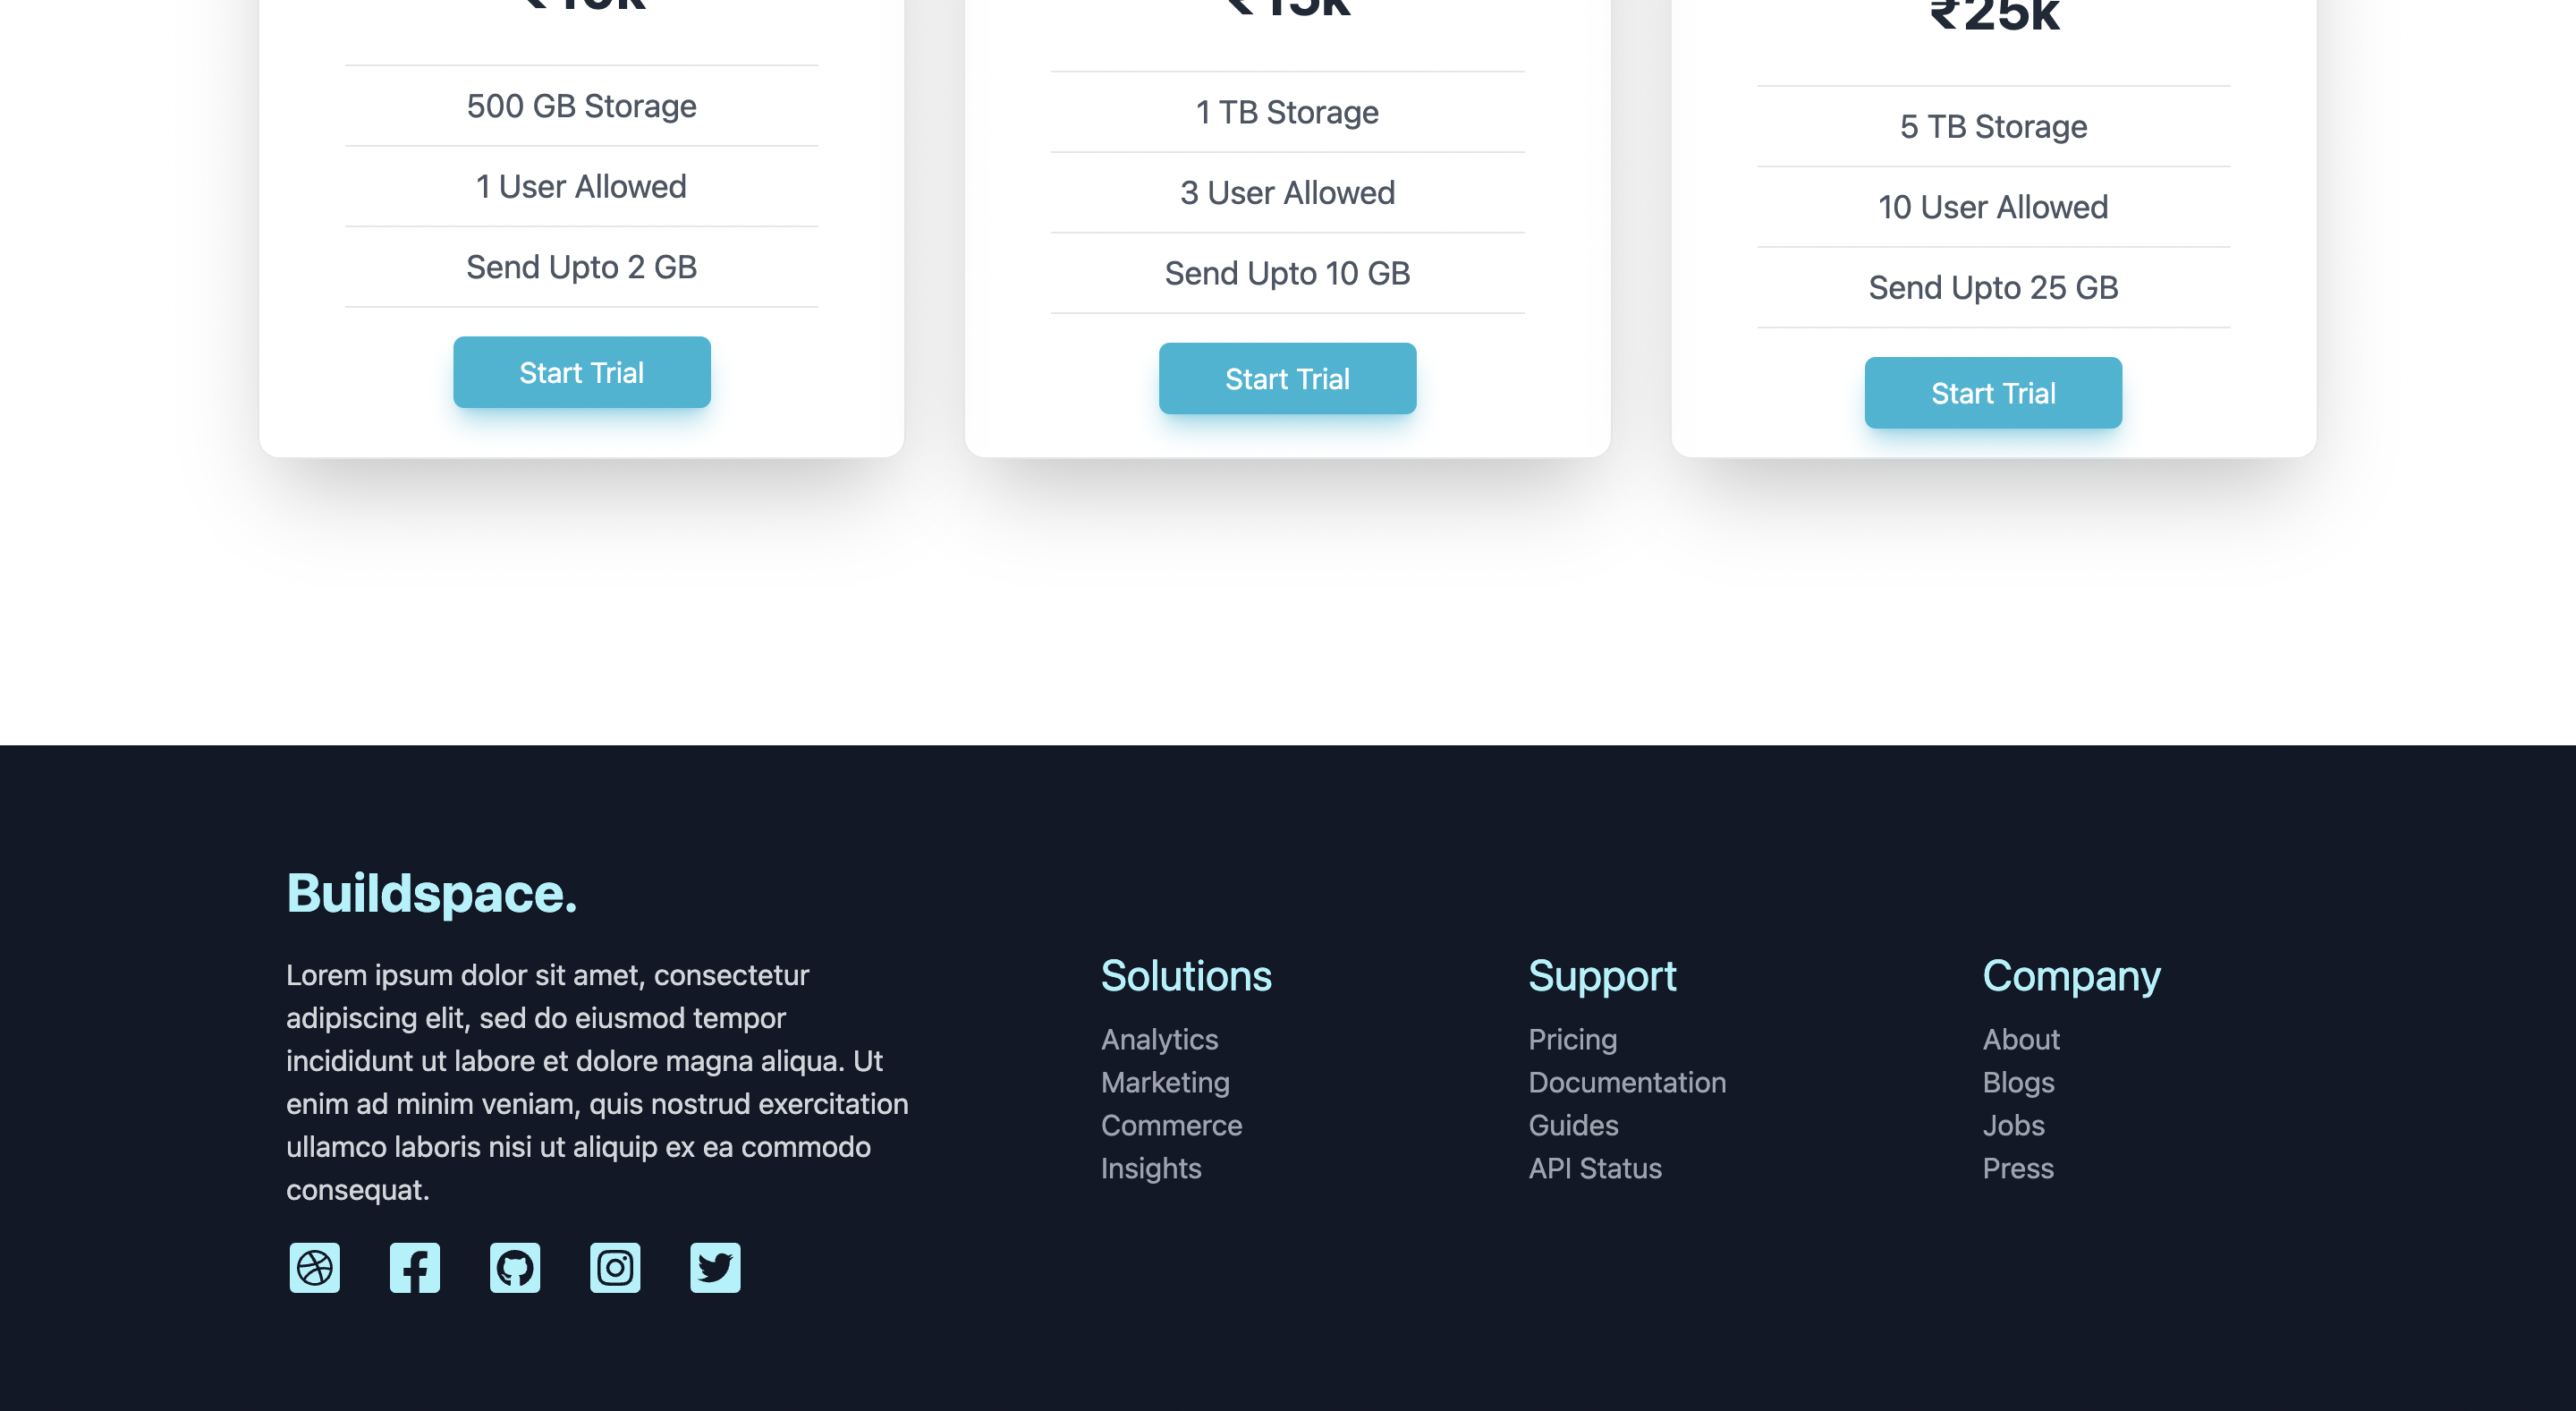 ₹15k
₹25k
500 GB Storage
1 User Allowed
Send Upto 2 GB
Start Trial
1 TB Storage
3 User Allowed
Send Upto 10 GB
Start Trial
5 TB Storage
10 User Allowed
Send Upto 25 GB
Start Trial
Buildspace.
Lorem ipsum dolor sit amet, consectetur
adipiscing elit, sed do eiusmod tempor
incididunt ut labore et dolore magna aliqua. Ut
enim ad minim veniam, quis nostrud exercitation
ullamco laboris nisi ut aliquip ex ea commodo
consequat.
Solutions
Analytics
Marketing
Commerce
Insights
Support
Pricing
Documentation
Guides
API Status
Company
About
Blogs
Jobs
Press